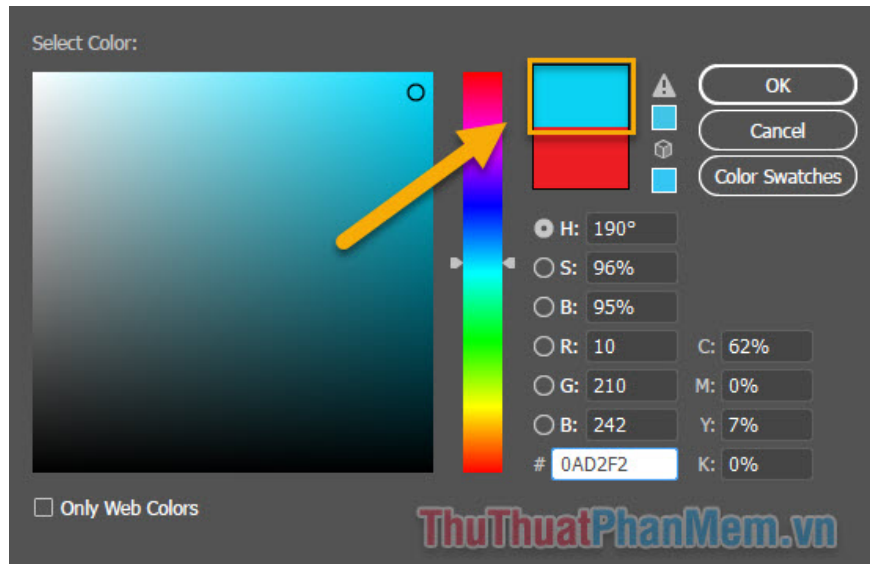 Select Color:
OK
Cancel
Color Swatches
H: 190°
S: 96%
B: 95%
R: 10 C: 62%
G: 210 M: 0%
B: 242 Y: 7%
# 0AD2F2 K: 0%
Only Web Colors
ThuThuatPhanMem.vn